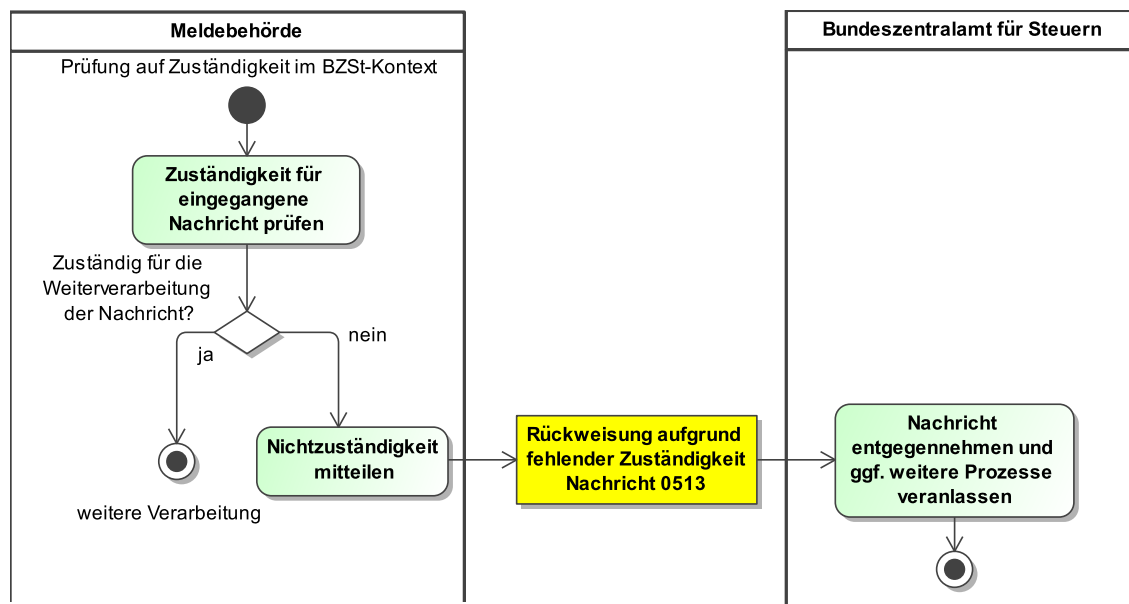 Meldebehörde
Bundeszentralamt für Steuern
Prüfung auf Zuständigkeit im BZSt-Kontext
Zuständigkeit für
eingegangene
Nachricht prüfen
Zuständig für die
Weiterverarbeitung
der Nachricht?
ja
nein
Nichtzuständigkeit
mitteilen
weitere Verarbeitung
Rückweisung aufgrund
fehlender Zuständigkeit
Nachricht 0513
Nachricht
entgegennehmen und
ggf. weitere Prozesse
veranlassen